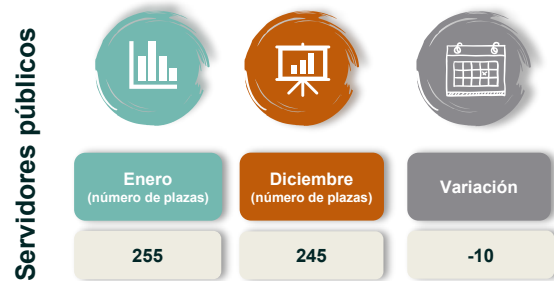 Servidores públicos
Enero
(número de plazas)
Diciembre
(número de plazas)
Variación
255
245
-10